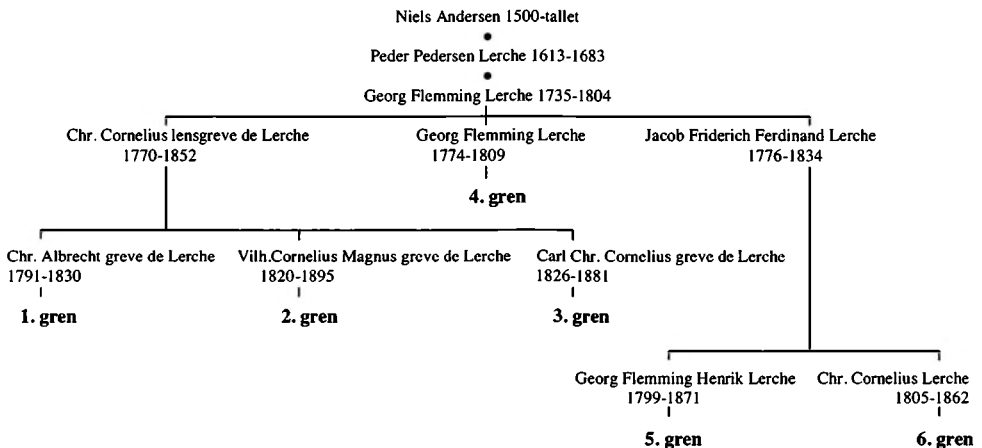 Niels Andersen 1500-tallet
Peder Pedersen Lerche 1613-1683
Georg Flemming Lerche 1735-1804
Chr. Cornelius lensgreve de Lerche
1770-1852
Georg Flemming Lerche
1774-1809
Jacob Friderich Ferdinand Lerche
1776-1834
4. gren
Chr. Albrecht greve de Lerche
1791-1830
Vilh.Cornelius Magnus greve de Lerche
1820-1895
Carl Chr. Cornelius greve de Lerche
1826-1881
1. gren
2. gren
3. gren
Georg Flemming Henrik Lerche
1799-1871
Chr. Cornelius Lerche
1805-1862
5. gren
6. gren